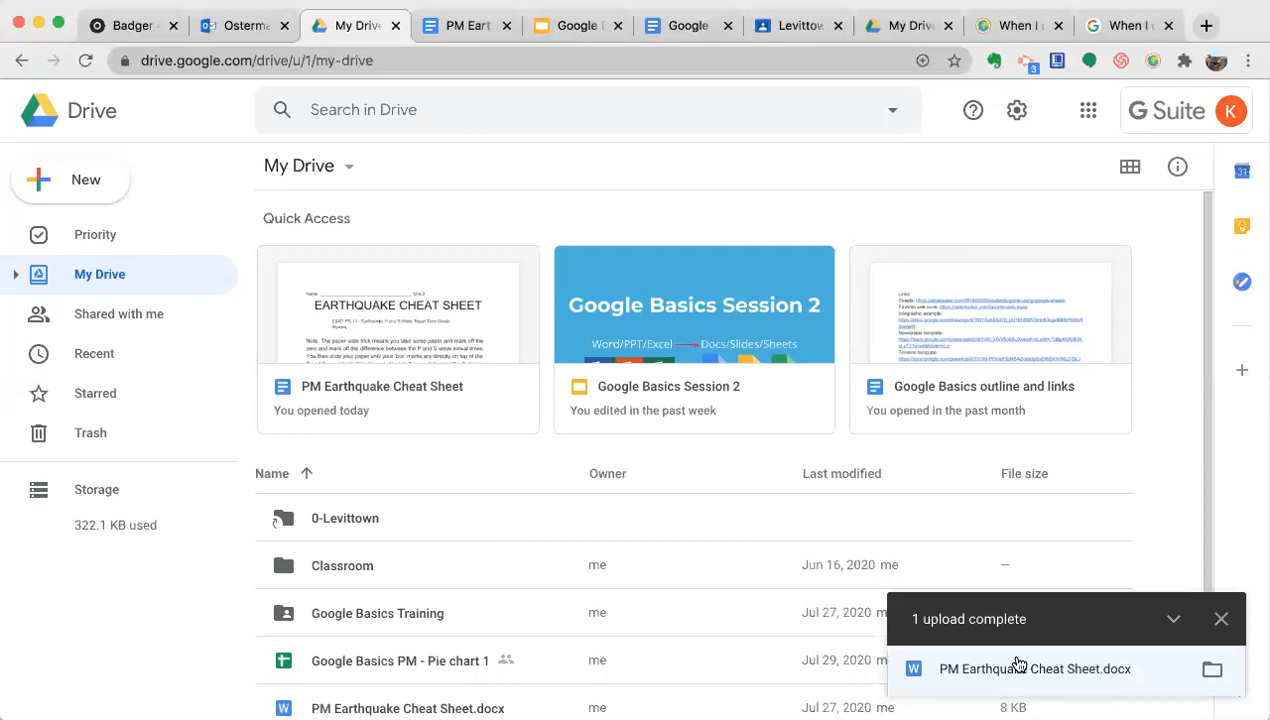 Badger
Osterma
My Drive
PM Eart
Google B
Google
Levittow
My Drive
When I
When I
drive.google.com/drive/u/1/my-drive
3
Drive
Search in Drive
G Suite
K
New
My Drive
31
Priority
My Drive
Shared with me
Recent
Starred
Trash
Storage
322.1 KB used
Quick Access
EARTHQUAKE CHEAT SHEET
Google Basics Session 2
Word/PPT/Excel
Docs/Slides/Sheets
Links:
PM Earthquake Cheat Sheet
You opened today
Google Basics Session 2
You edited in the past week
Google Basics outline and links
You opened in the past month
Name
Owner
Last modified
File size
0-Levittown
Classroom
me
Jun 16, 2020 me
—
Google Basics Training
me
Jul 27, 2020 m
Google Basics PM - Pie chart 1
me
Jul 29, 2020 m
W PM Earthquake Cheat Sheet.docx
me
Jul 27, 2020 me
8 KB
1 upload complete
W PM Earthquake Cheat Sheet.docx